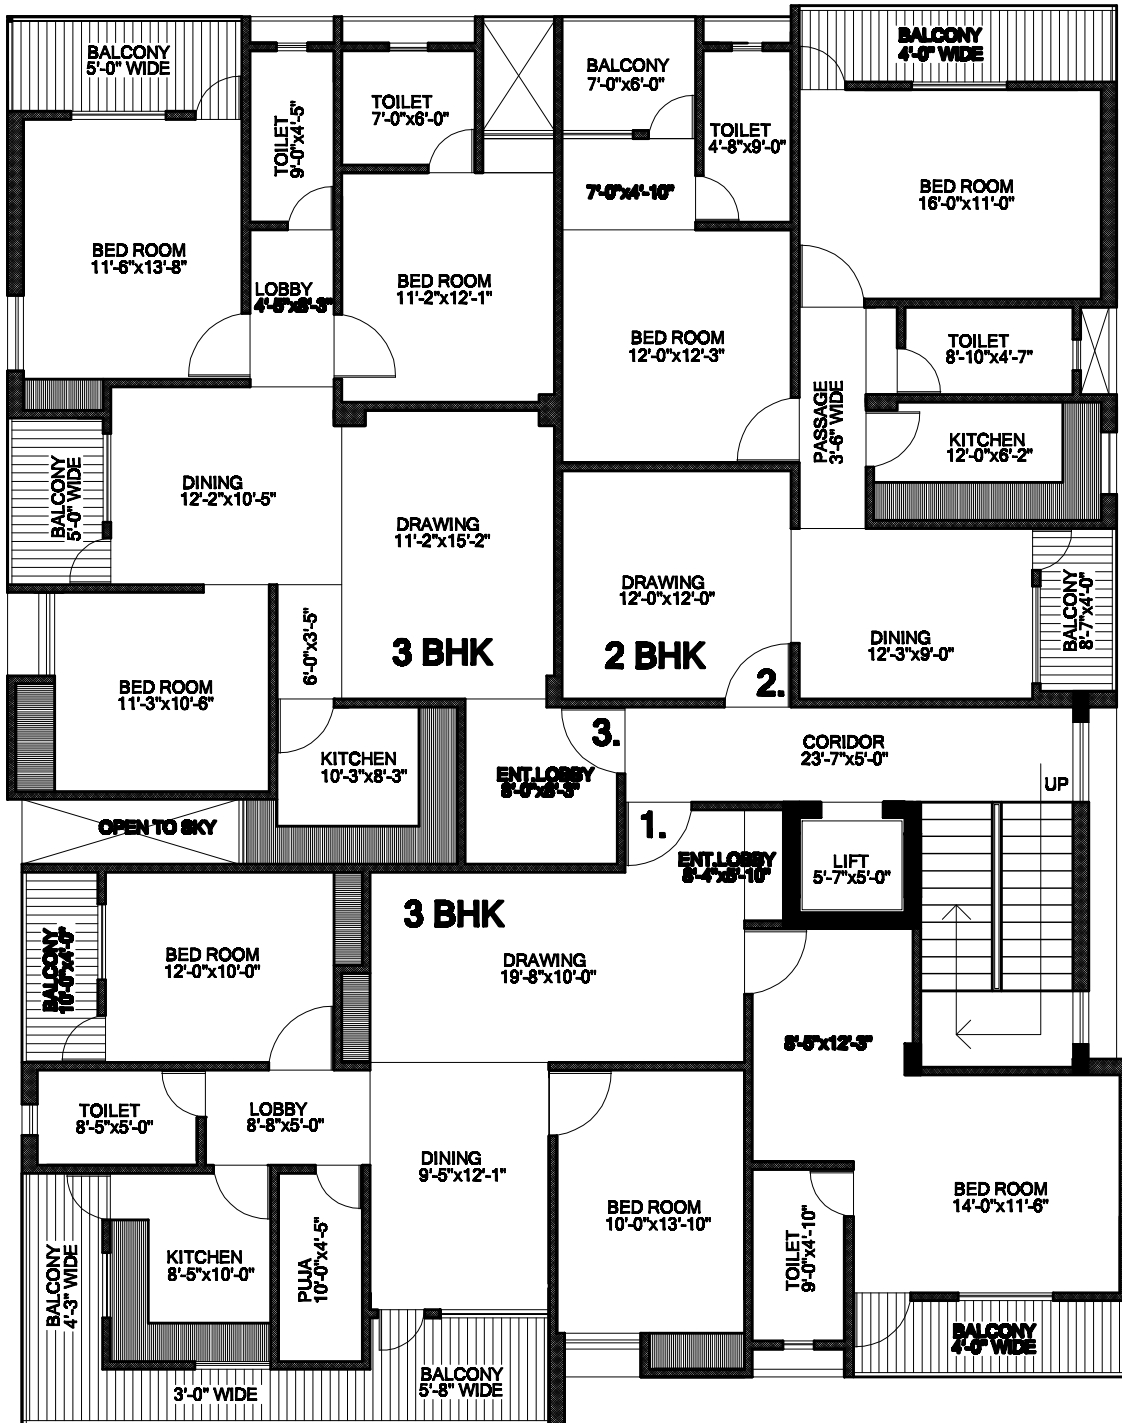 BALCONY
5'-0" WIDE
TOILET
9'-0"x4'-5"
TOILET
7'-0"x6'-0"
BALCONY
7'-0"x6'-0"
TOILET
4'-8"x9'-0"
BALCONY
4'-0" WIDE
BED ROOM
16'-0"x11'-0"
7'-0"x4'-10"
BED ROOM
11'-6"x13'-8"
LOBBY
BED ROOM
11'-2"x12'-1"
BED ROOM
12'-0"x12'-3"
TOILET
8'-10"x4'-7"
PASSAGE
3'-6" WIDE
KITCHEN
12'-0"x6'-2"
BALCONY
5'-0" WIDE
DINING
12'-2"x10'-5"
DRAWING
11'-2"x15'-2"
DRAWING
12'-0"x12'-0"
DINING
12'-3"x9'-0"
BALCONY
8'-7"x4'-0"
6'-0"x3'-5"
3 BHK
2 BHK
2.
BED ROOM
11'-3"x10'-6"
KITCHEN
10'-3"x8'-3"
ENT.LOBBY
3.
CORIDOR
23'-7"x5'-0"
UP
OPEN TO SKY
1.
ENT.LOBBY
LIFT
5'-7"x5'-0"
3 BHK
BALCONY
10'-0"x4'-0"
BED ROOM
12'-0"x10'-0"
DRAWING
19'-8"x10'-0"
8'-5"x12'-3"
TOILET
8'-5"x5'-0"
LOBBY
8'-8"x5'-0"
DINING
9'-5"x12'-1"
BED ROOM
10'-0"x13'-10"
TOILET
9'-0"x4'-10"
BED ROOM
14'-0"x11'-6"
BALCONY
4'-3" WIDE
KITCHEN
8'-5"x10'-0"
PUJA
10'-0"x4'-5"
BALCONY
5'-8" WIDE
BALCONY
4'-0" WIDE
3'-0" WIDE